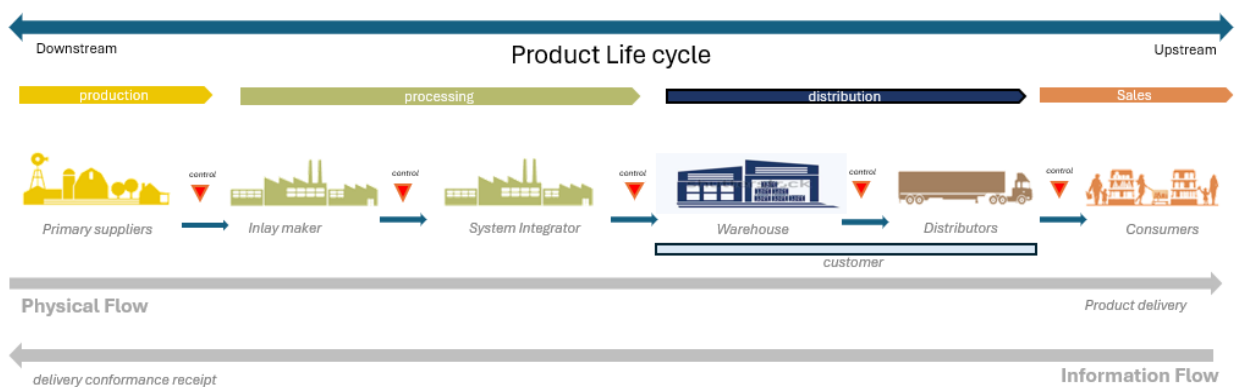 Downstream
Upstream
Product Life cycle
production
processing
distribution
Sales
control
control
control
control
control
Primary suppliers
Inlay maker
System Integrator
Warehouse
Distributors
Consumers
customer
Physical Flow
Product delivery
delivery conformance receipt
Information Flow